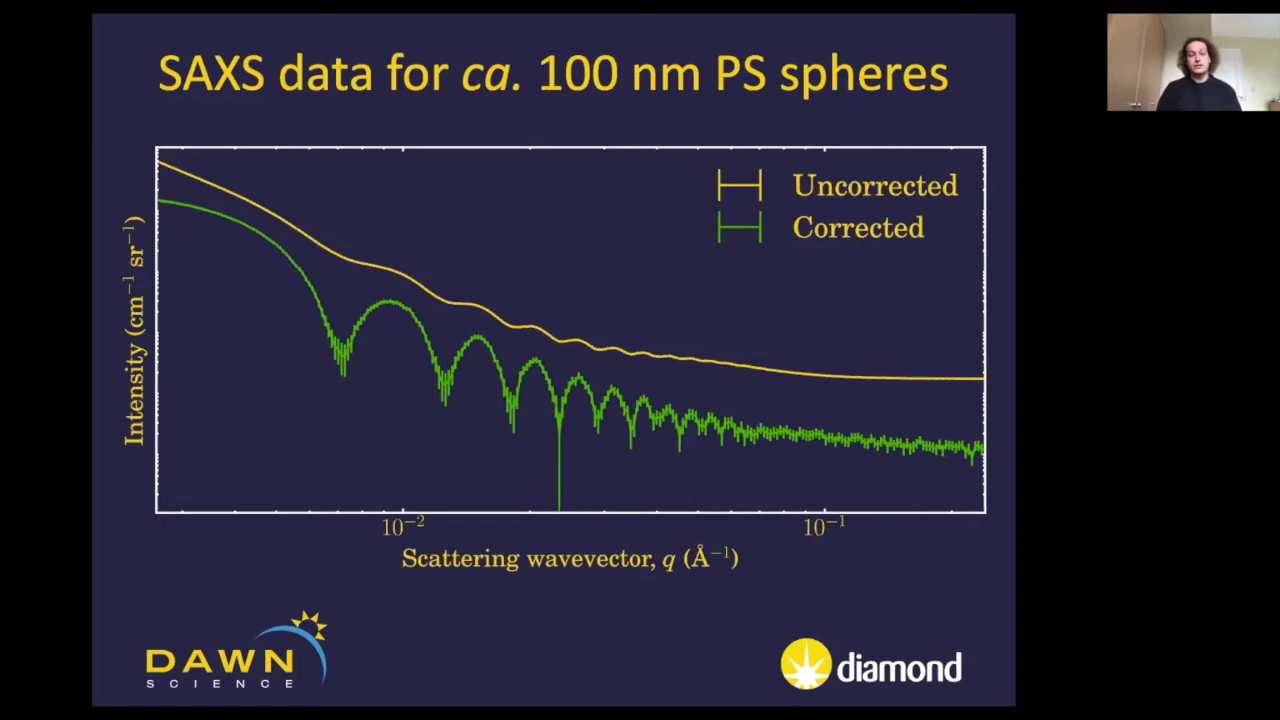 SAXS data for ca. 100 nm PS spheres
Uncorrected
Corrected
Intensity (cm⁻¹ sr⁻¹)
10⁻²
10⁻¹
Scattering wavevector, q (Å⁻¹)
DAWN
SCIENCE
diamond